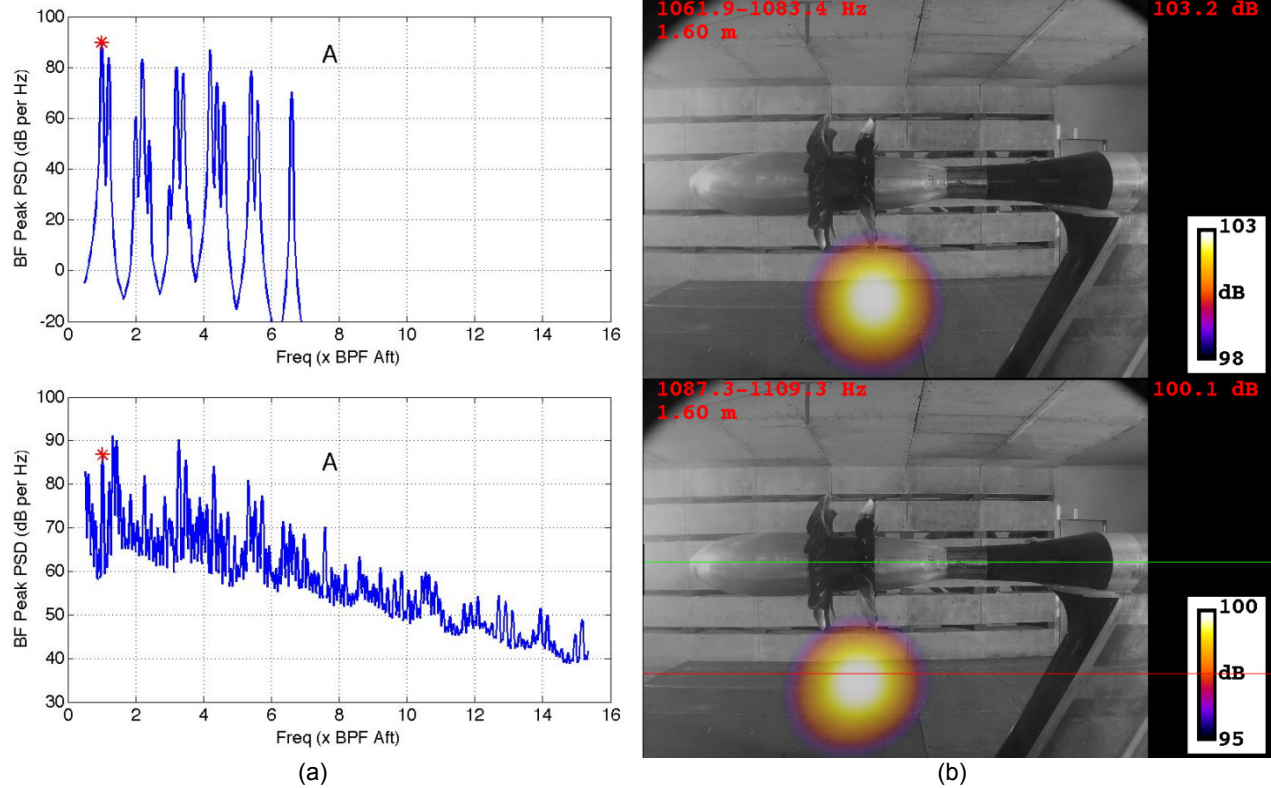 100
80
60
40
20
0
-20
BF Peak PSD (dB per Hz)
A
0 2 4 6 8 10 12 14 16
Freq (x BPF Aft)
100
90
80
70
60
50
40
30
BF Peak PSD (dB per Hz)
A
0 2 4 6 8 10 12 14 16
Freq (x BPF Aft)
(a)
1061.9-1083.4 Hz
1.60 m
103.2 dB
103
dB
98
1087.3-1109.3 Hz
1.60 m
100.1 dB
100
dB
95
(b)